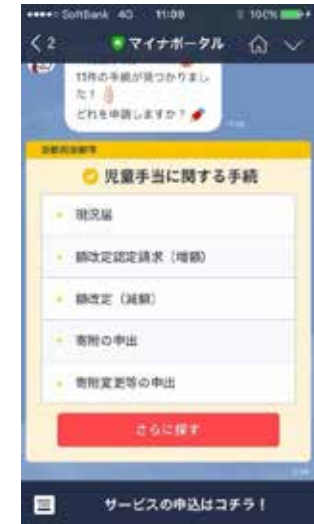 SoftBank 4G 11:09 100%
2 マイナポータル
11件の手続が見つかりまし
た!
どれを申請しますか?
児童手当に関する手続
現況届
額改定認定請求(増額)
額改定(減額)
寄附の申出
寄附変更等の申出
さらに探す
サービスの申込はコチラ!